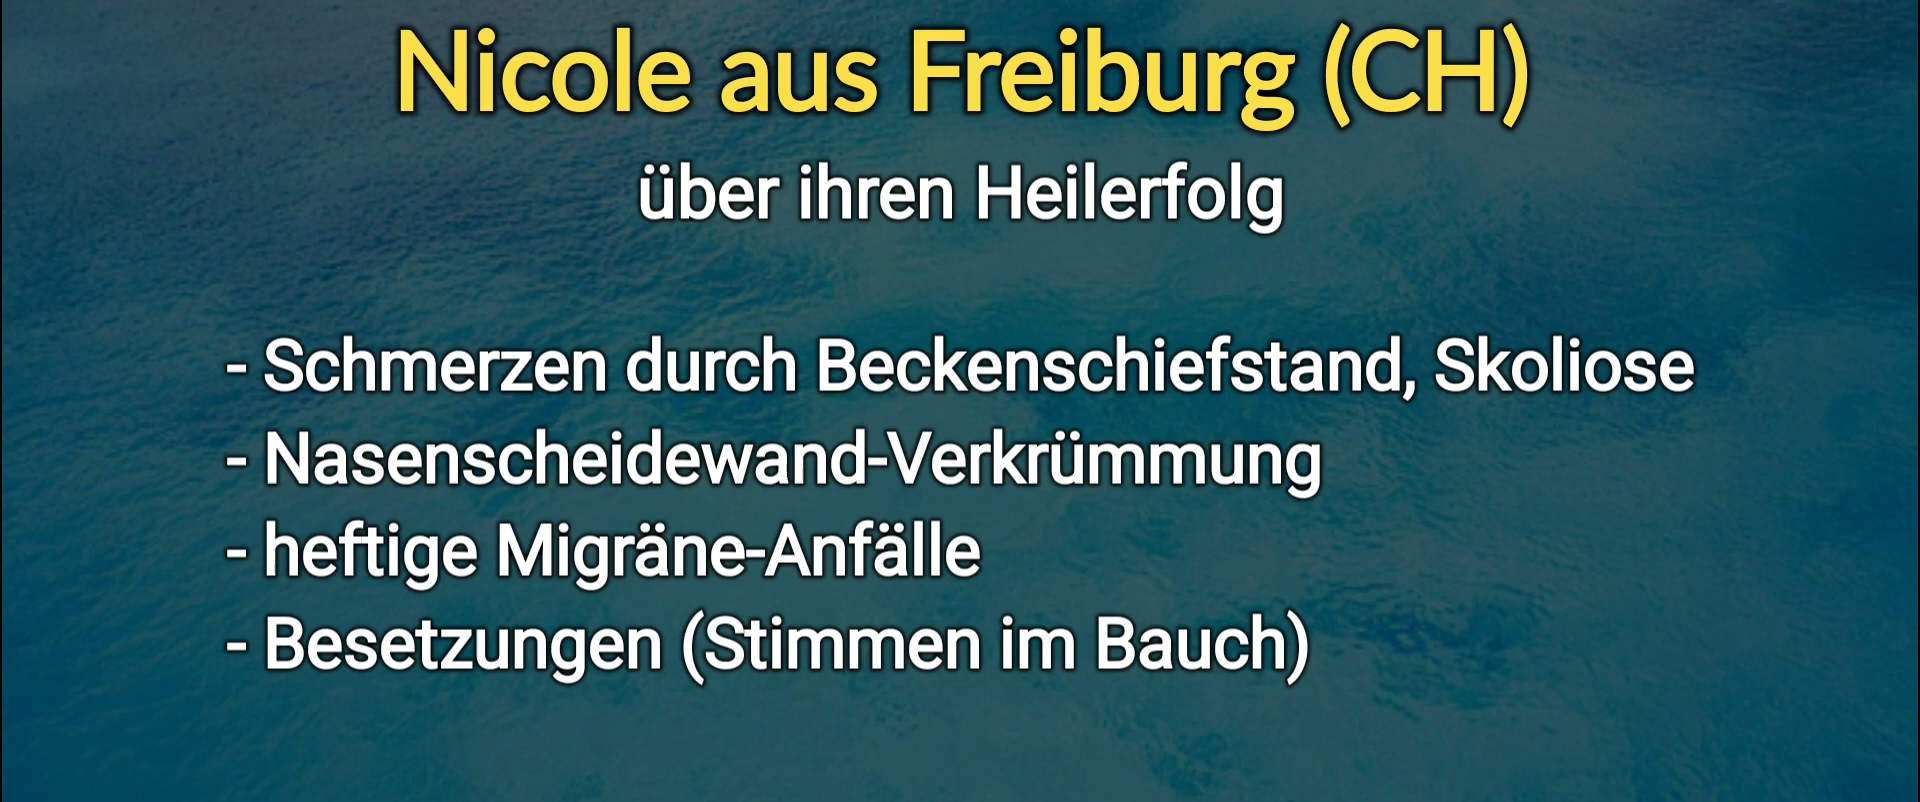 Nicole aus Freiburg (CH)
über ihren Heilerfolg
- Schmerzen durch Beckenschiefstand, Skoliose
- Nasenscheidewand-Verkrümmung
- heftige Migräne-Anfälle
- Besetzungen (Stimmen im Bauch)